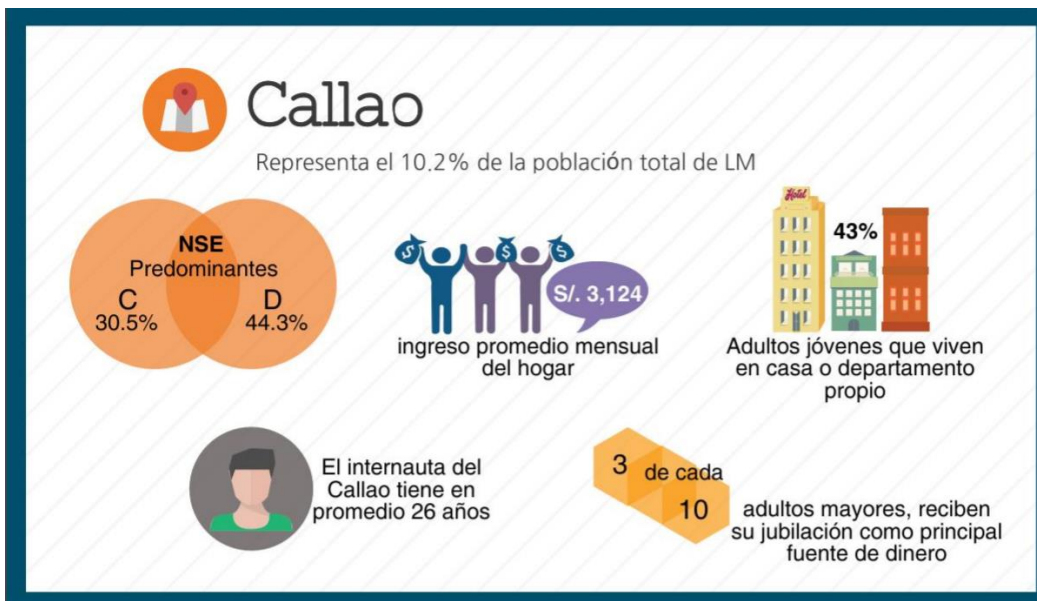 Callao
Representa el 10.2% de la población total de LM
NSE
Predominantes
C
30.5%
D
44.3%
$
$
$
S/. 3,124
ingreso promedio mensual
del hogar
Hotel
43%
Adultos jóvenes que viven
en casa o departamento
propio
El internauta del
Callao tiene en
promedio 26 años
3 de cada
10
adultos mayores, reciben
su jubilación como principal
fuente de dinero